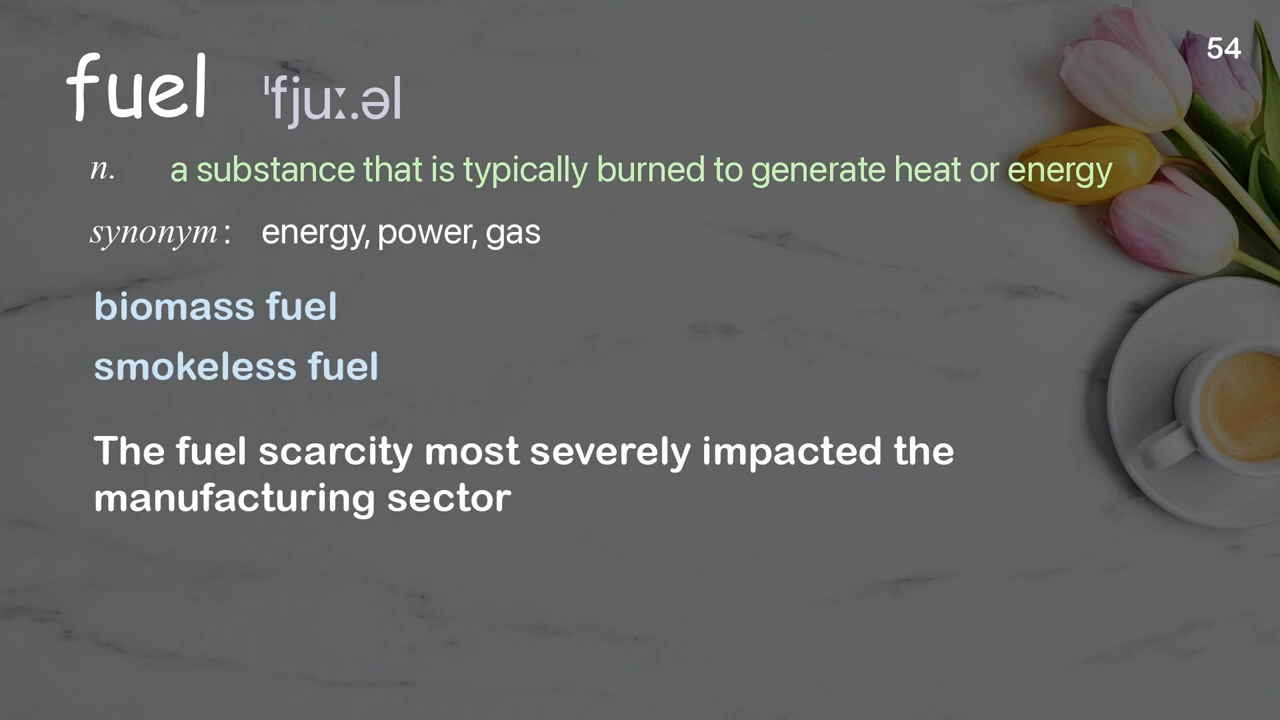 54
fuel ˈfjuː.əl
n. a substance that is typically burned to generate heat or energy
synonym : energy, power, gas
biomass fuel
smokeless fuel
The fuel scarcity most severely impacted the
manufacturing sector